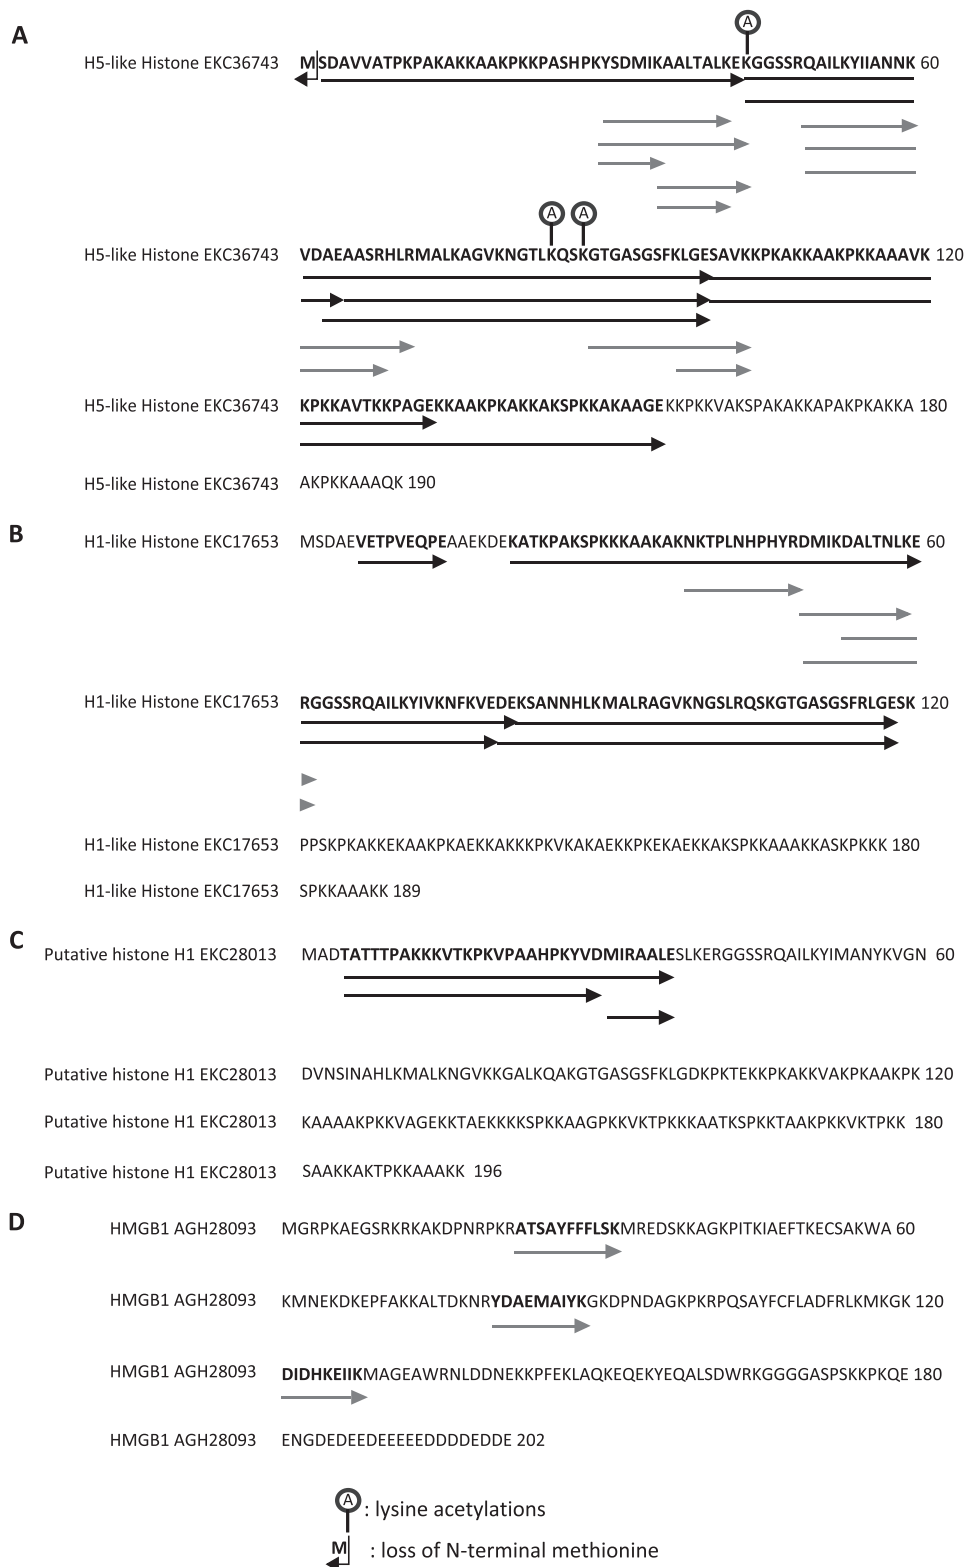 A
A
H5-like Histone EKC36743 MSDAVVATPKPAKAKKAAKPKKPASHPKYSDMIKAALTALKEKGGSSRQAILKYIIANNK 60
A A
H5-like Histone EKC36743 VDAEAASRHLRMALKAGVKNGTLKQSKGTGASGSFKLGESAVKKPKAKKAAKPKKAAAVK 120
H5-like Histone EKC36743 KPKKAVTKKPAGEKKAAKPKAKKAKSPKKAKAAGEKKPKKVAKSPAKAKKAPAKPKAKKA 180
H5-like Histone EKC36743 AKPKKAAAQK 190
B
H1-like Histone EKC17653 MSDAEVETPVEQPEAAEKDEKATKPAKSPKKKAAKAKNKTPLNHPHYRDMIKDALTNLKE 60
H1-like Histone EKC17653 RGGSSRQAILKYIVKNFKVEDEKSANNHLKMALRAGVKNGSLRQSKGTGASGSFRLGESK 120
H1-like Histone EKC17653 PPSKPKAKKEKAAKPKAEKKAKKKPKVKAKAEKKPKEKAEKKAKSPKKAAAKKASKPKKK 180
H1-like Histone EKC17653 SPKKAAAKK 189
C
Putative histone H1 EKC28013 MADTATTTPAKKKVTKPKVPAAHPKYVDMIRAALESLKERGGSSRQAILKYIMANYKVGN 60
Putative histone H1 EKC28013 DVNSINAHLKMALKNGVKKGALKQAKGTGASGSFKLGDKPKTEKKPKAKKVAKPKAAKPK 120
Putative histone H1 EKC28013 KAAAAKPKKVAGEKKTAEKKKKSPKKAAGPKKVKTPKKKAATKSPKKTAAKPKKVKTPKK 180
Putative histone H1 EKC28013 SAAKKAKTPKKAAAKK 196
D
HMGB1 AGH28093 MGRPKAEGSRKRKAKDPNRPKRATSAYFFFLSKMREDSKKAGKPITKIAEFTKECSAKWA 60
HMGB1 AGH28093 KMNEKDKEPFAKKALTDKNRYDAEMAIYKGKDPNDAGKPKRPQSAYFCFLADFRLKMKGK 120
HMGB1 AGH28093 DIDHKEIIKMAGEAWRNLDDNEKKPFEKLAQKEQEKYEQALSDWRKGGGGASPSKKPKQE 180
HMGB1 AGH28093 ENGDEDEEDEEEEEDDDDEDDE 202
A : lysine acetylations
M : loss of N-terminal methionine